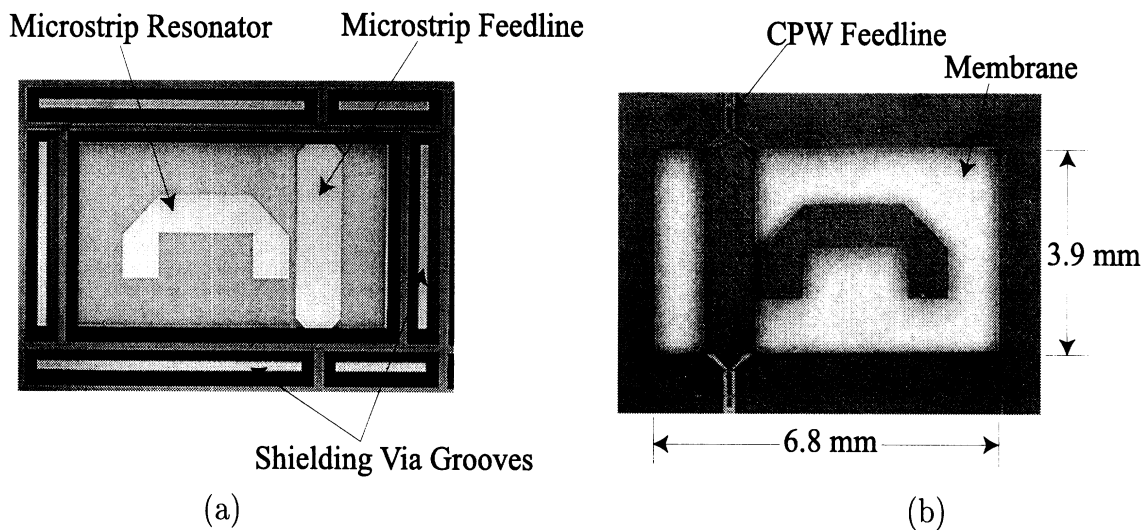 Microstrip Resonator
Microstrip Feedline
CPW Feedline
Membrane
3.9 mm
6.8 mm
Shielding Via Grooves
(a)
(b)